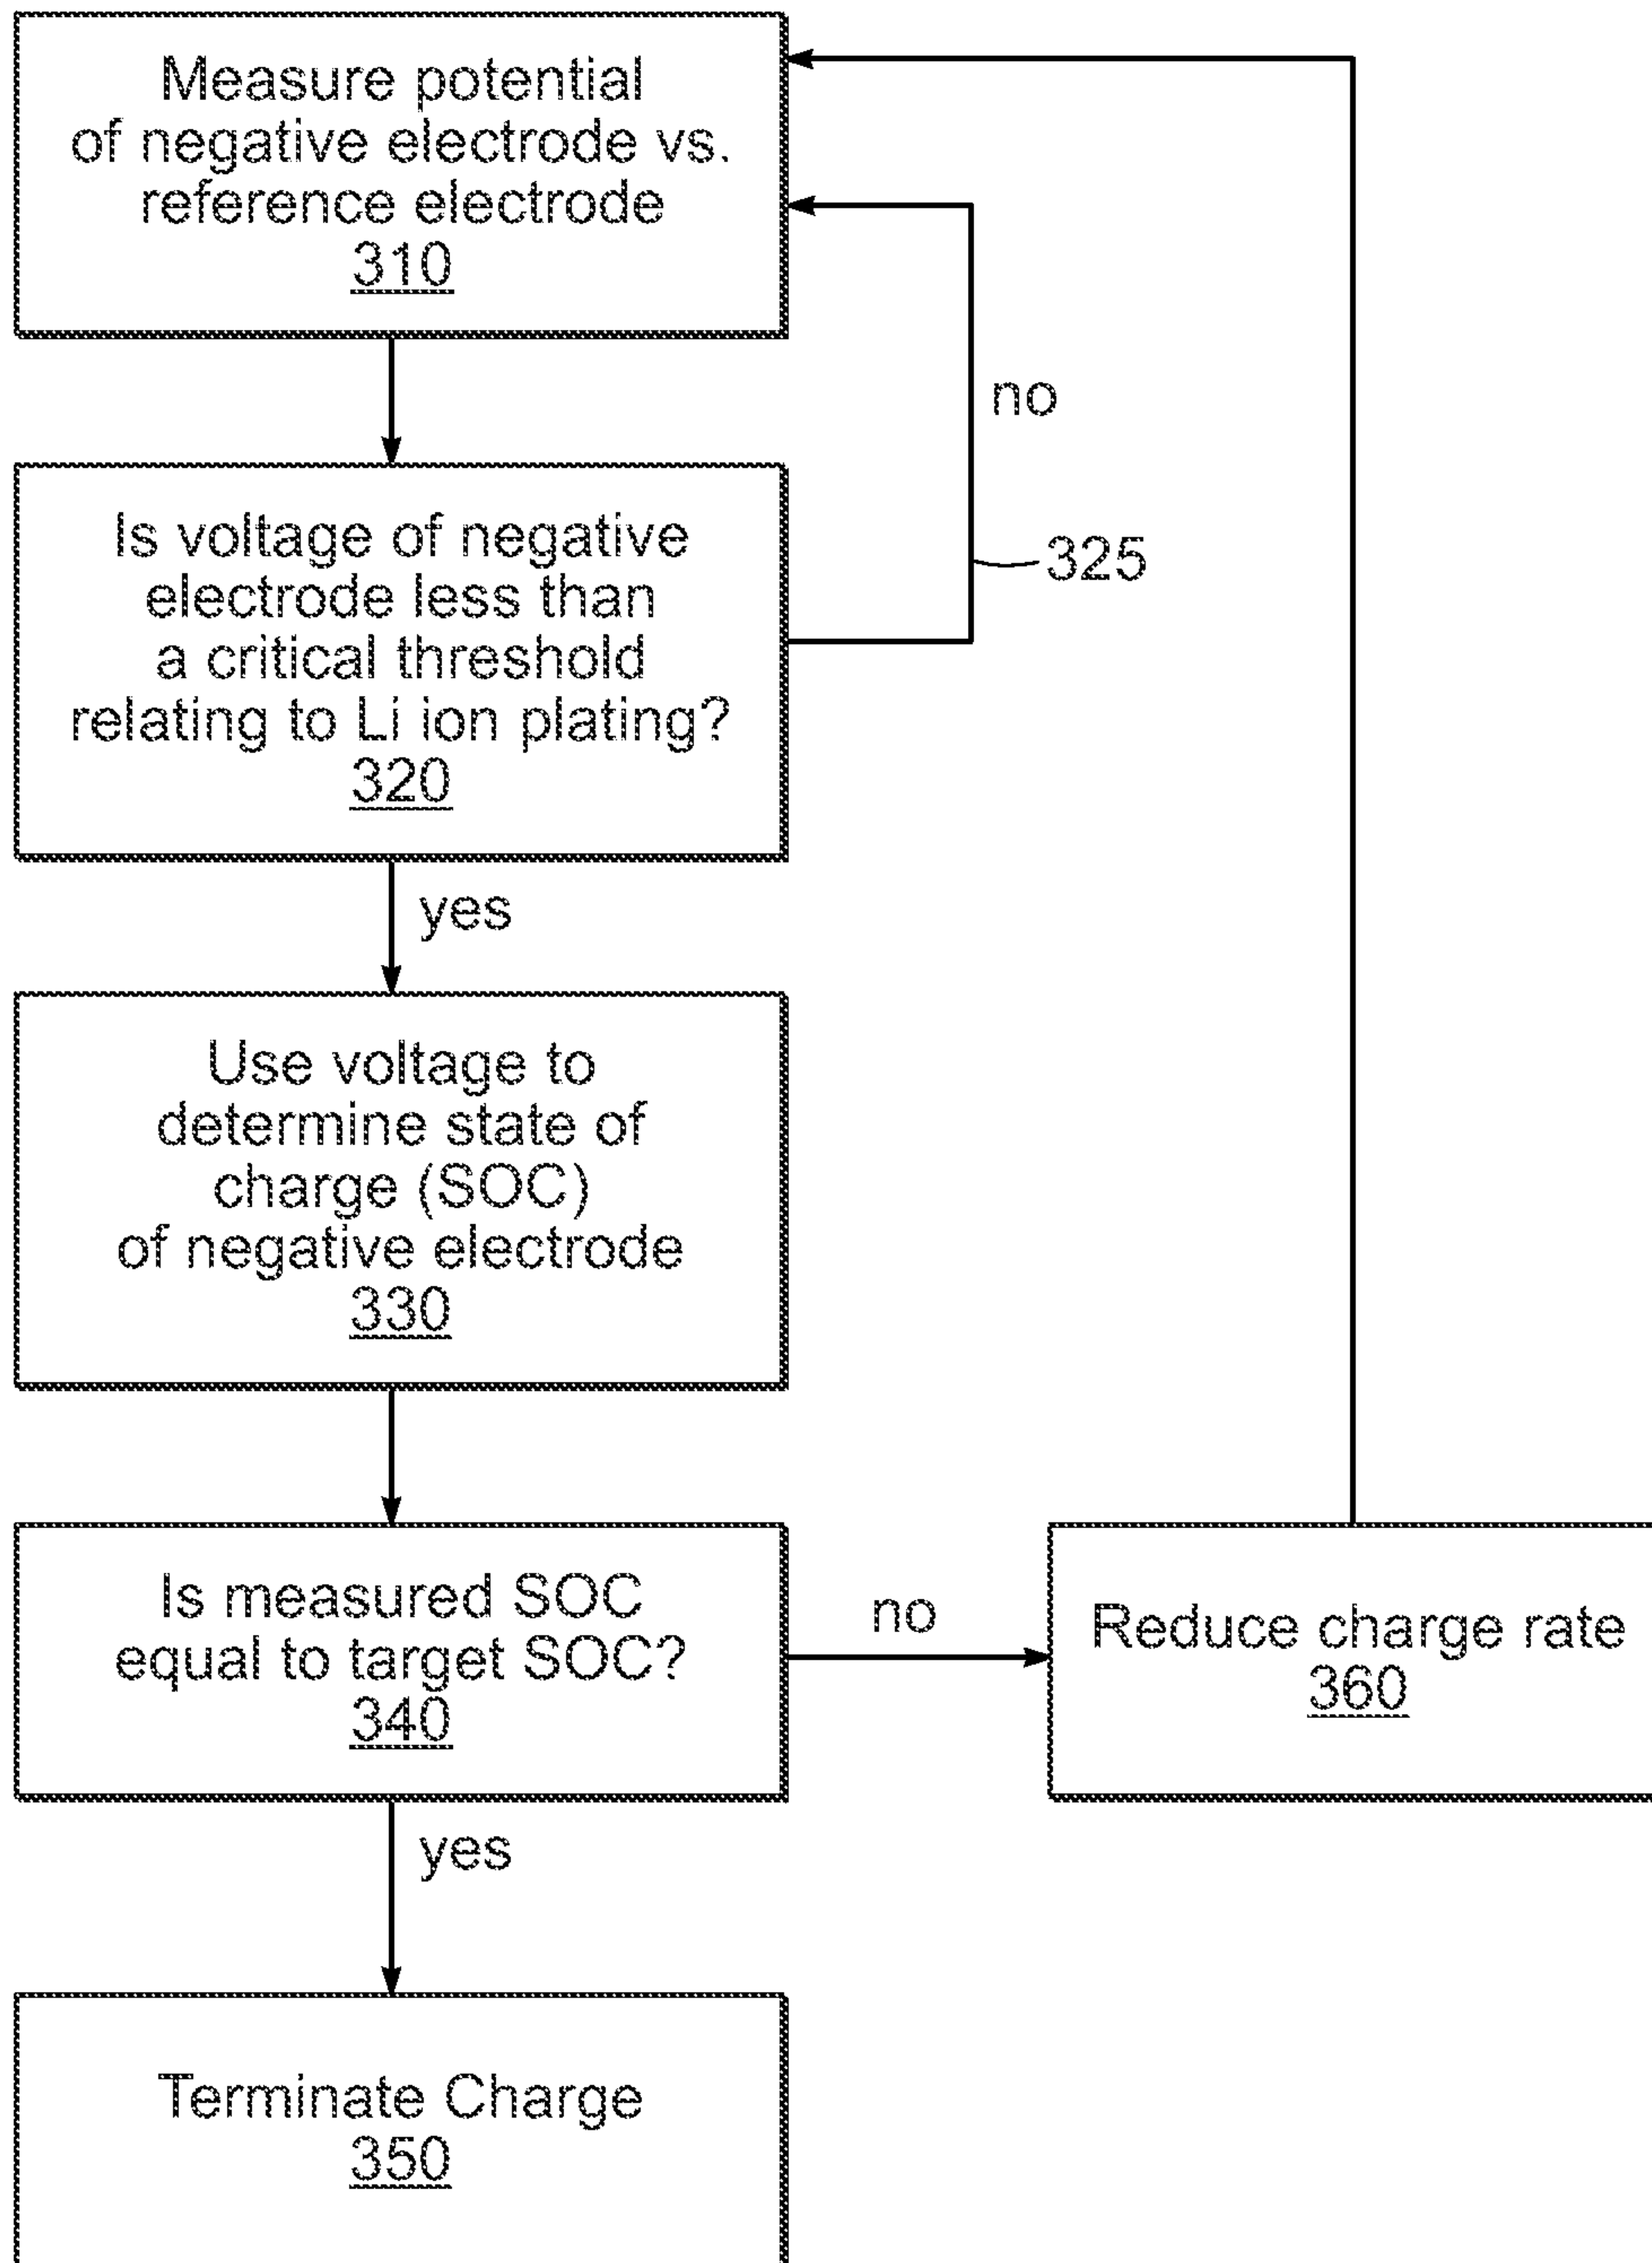 Measure potential
of negative electrode vs.
reference electrode
310
no
Is voltage of negative
electrode less than
a critical threshold
relating to Li ion plating?
320
325
yes
Use voltage to
determine state of
charge (SOC)
of negative electrode
330
Is measured SOC
equal to target SOC?
340
no
Reduce charge rate
360
yes
Terminate Charge
350